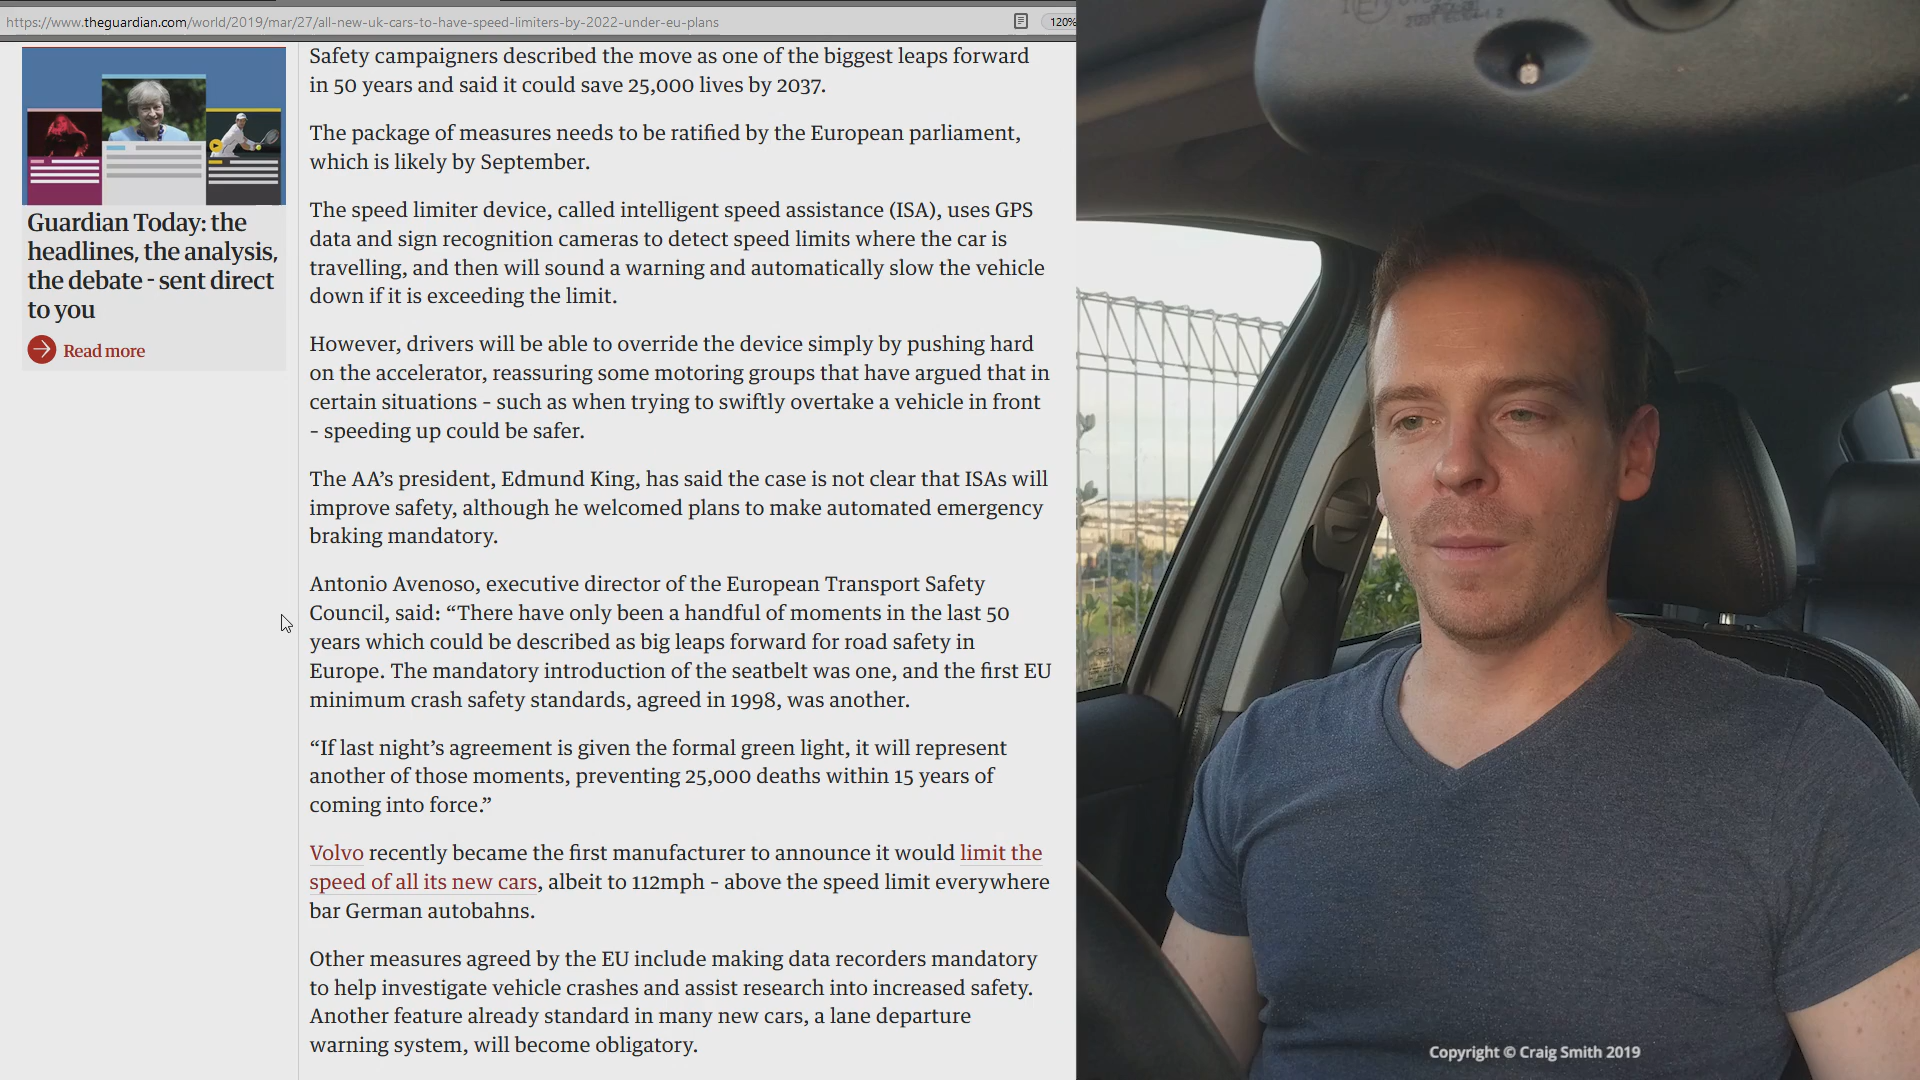 https://www.theguardian.com/world/2019/mar/27/all-new-uk-cars-to-have-speed-limiters-by-2022-under-eu-plans
120%
Guardian Today: the
headlines, the analysis,
the debate - sent direct
to you
Read more
Safety campaigners described the move as one of the biggest leaps forward
in 50 years and said it could save 25,000 lives by 2037.
The package of measures needs to be ratified by the European parliament,
which is likely by September.
The speed limiter device, called intelligent speed assistance (ISA), uses GPS
data and sign recognition cameras to detect speed limits where the car is
travelling, and then will sound a warning and automatically slow the vehicle
down if it is exceeding the limit.
However, drivers will be able to override the device simply by pushing hard
on the accelerator, reassuring some motoring groups that have argued that in
certain situations – such as when trying to swiftly overtake a vehicle in front
– speeding up could be safer.
The AA’s president, Edmund King, has said the case is not clear that ISAs will
improve safety, although he welcomed plans to make automated emergency
braking mandatory.
Antonio Avenoso, executive director of the European Transport Safety
Council, said: “There have only been a handful of moments in the last 50
years which could be described as big leaps forward for road safety in
Europe. The mandatory introduction of the seatbelt was one, and the first EU
minimum crash safety standards, agreed in 1998, was another.
“If last night’s agreement is given the formal green light, it will represent
another of those moments, preventing 25,000 deaths within 15 years of
coming into force.”
Volvo recently became the first manufacturer to announce it would limit the
speed of all its new cars, albeit to 112mph – above the speed limit everywhere
bar German autobahns.
Other measures agreed by the EU include making data recorders mandatory
to help investigate vehicle crashes and assist research into increased safety.
Another feature already standard in many new cars, a lane departure
warning system, will become obligatory.
Copyright © Craig Smith 2019